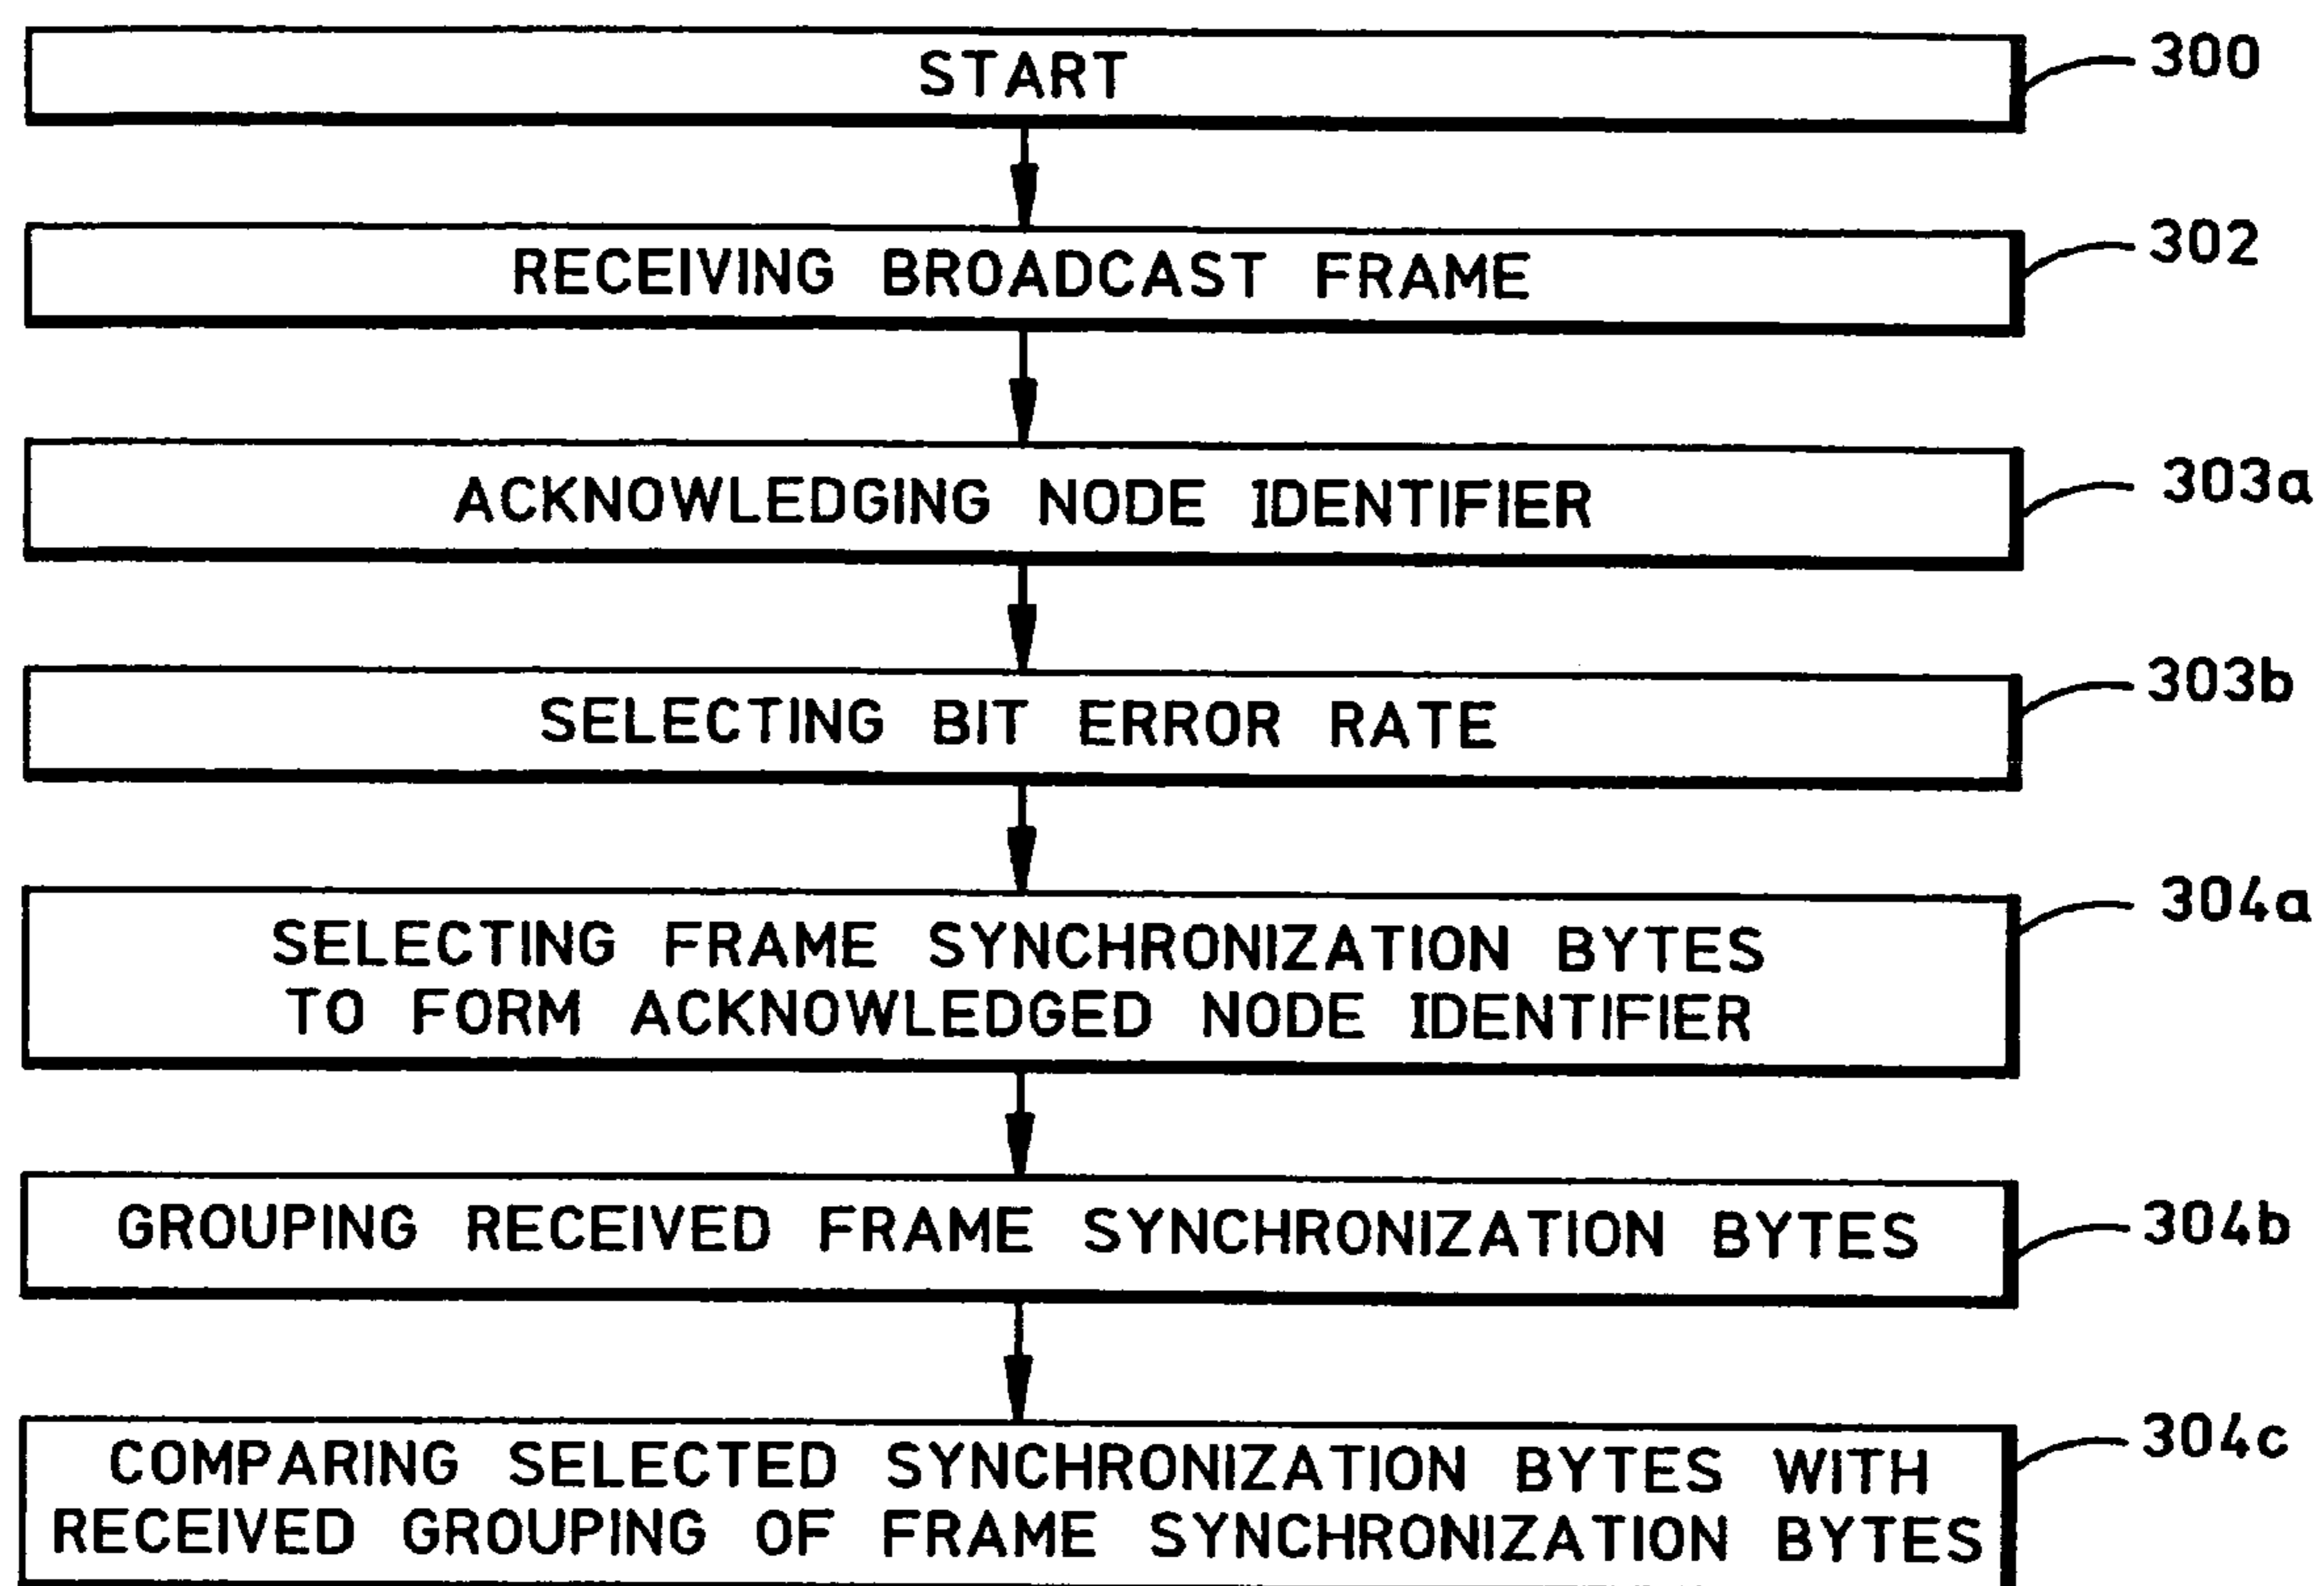 START
300
RECEIVING BROADCAST FRAME
302
ACKNOWLEDGING NODE IDENTIFIER
303a
SELECTING BIT ERROR RATE
303b
SELECTING FRAME SYNCHRONIZATION BYTES
TO FORM ACKNOWLEDGED NODE IDENTIFIER
304a
GROUPING RECEIVED FRAME SYNCHRONIZATION BYTES
304b
COMPARING SELECTED SYNCHRONIZATION BYTES WITH
RECEIVED GROUPING OF FRAME SYNCHRONIZATION BYTES
304c